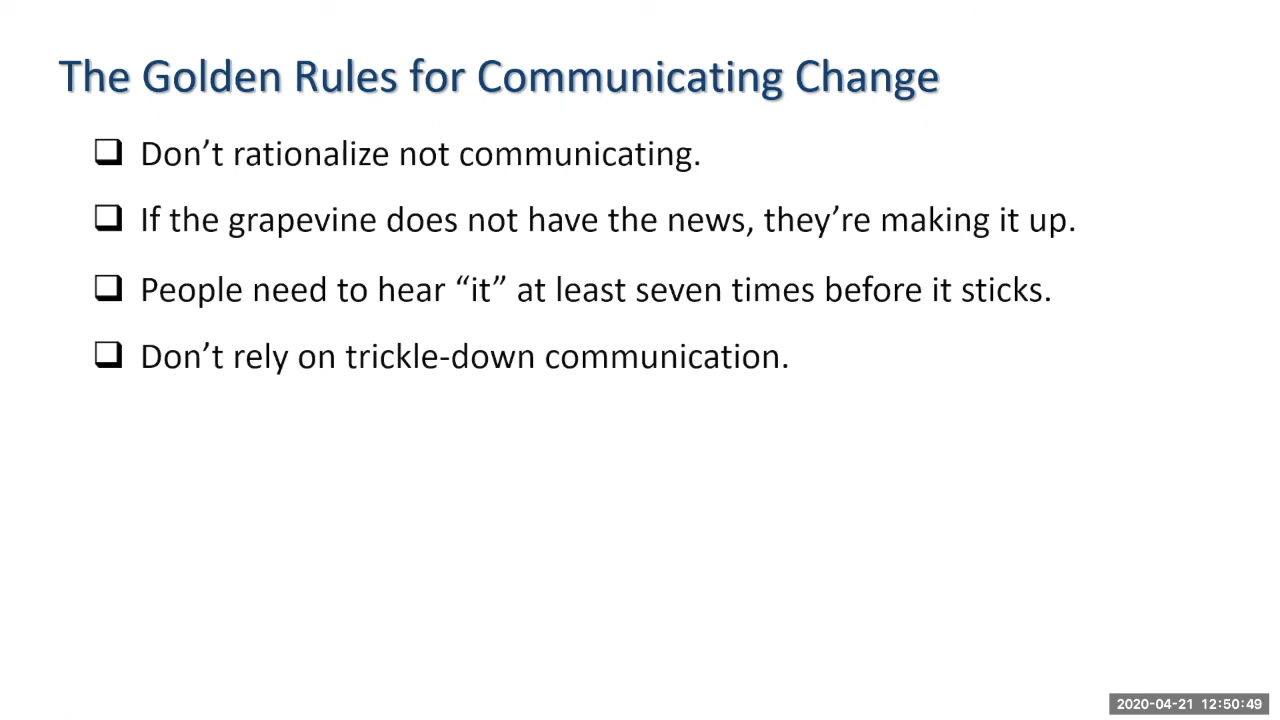 The Golden Rules for Communicating Change
Don’t rationalize not communicating.
If the grapevine does not have the news, they’re making it up.
People need to hear “it” at least seven times before it sticks.
Don’t rely on trickle-down communication.
2020-04-21 12:50:49